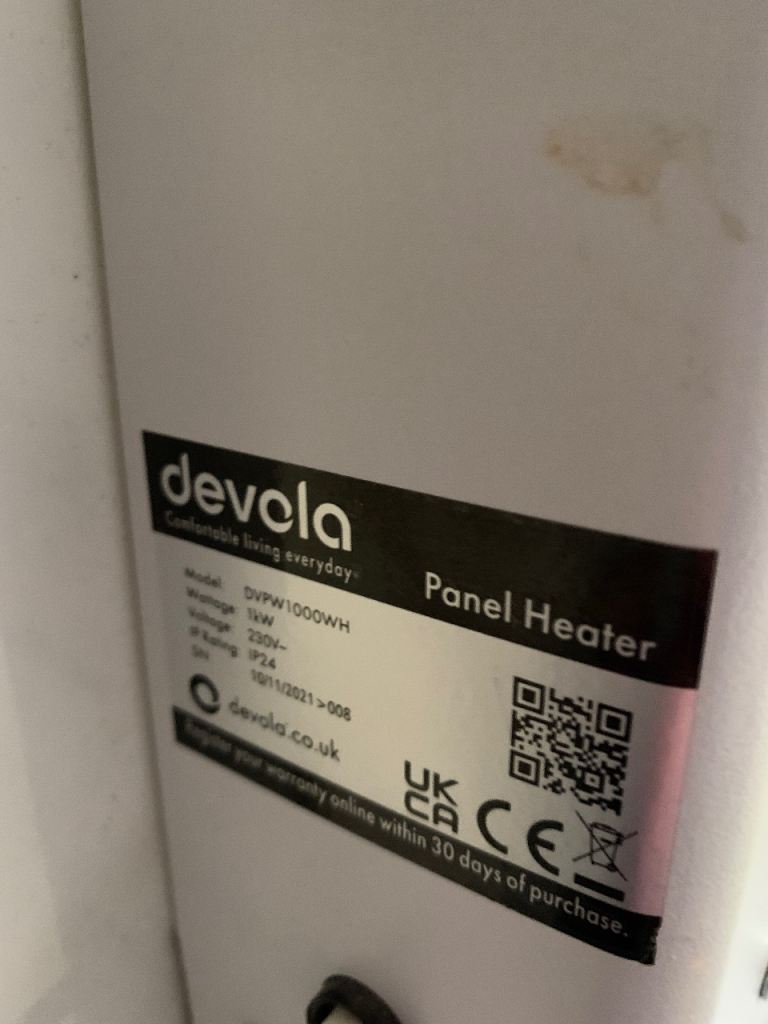 devola
Comfortable living everyday
Panel Heater
Model: DVPW1000WH
Wattage: 1kW
Voltage: 230V~
IP Rating: IP24
SN 10/11/2021>008
devola.co.uk
UK
CA
CE
Register your warranty online within 30 days of purchase.